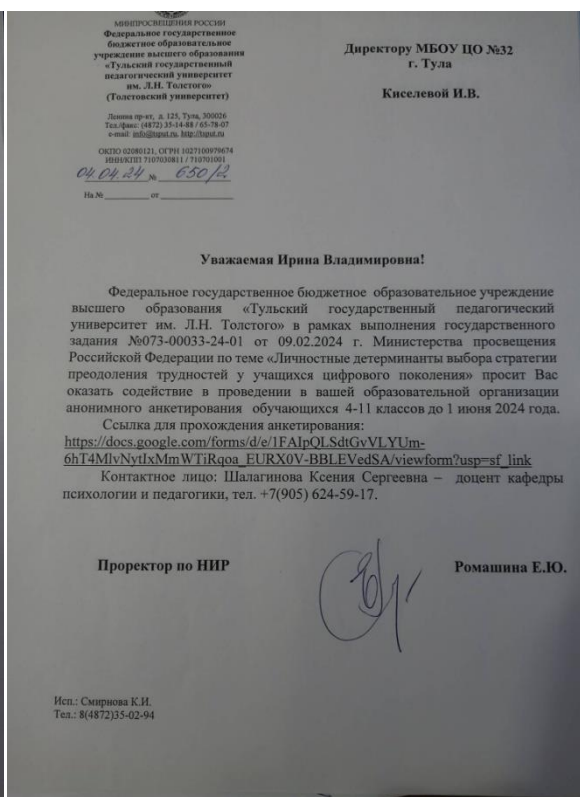 МИНПРОСВЕЩЕНИЯ РОССИИ
Федеральное государственное
бюджетное образовательное
учреждение высшего образования
«Тульский государственный
педагогический университет
им. Л.Н. Толстого»
(Толстовский университет)
Ленина пр-кт, д. 125, Тула, 300026
Тел./факс: (4872) 35-14-88 / 65-78-07
e-mail: info@tsput.ru, http://tsput.ru
ОКПО 02080121, ОГРН 1027100979674
ИНН/КПП 7107030811 / 710701001
04.04.24 № 650/2
На № от
Директору МБОУ ЦО №32
г. Тула
Киселевой И.В.
Уважаемая Ирина Владимировна!
Федеральное государственное бюджетное образовательное учреждение
высшего образования «Тульский государственный педагогический
университет им. Л.Н. Толстого» в рамках выполнения государственного
задания №073-00033-24-01 от 09.02.2024 г. Министерства просвещения
Российской Федерации по теме «Личностные детерминанты выбора стратегии
преодоления трудностей у учащихся цифрового поколения» просит Вас
оказать содействие в проведении в вашей образовательной организации
анонимного анкетирования обучающихся 4-11 классов до 1 июня 2024 года.
Ссылка для прохождения анкетирования:
https://docs.google.com/forms/d/e/1FAIpQLSdtGvVLYUm-
6hT4MlvNytIxMmWTiRqoa_EURX0V-BBLEVedSA/viewform?usp=sf_link
Контактное лицо: Шалагинова Ксения Сергеевна – доцент кафедры
психологии и педагогики, тел. +7(905) 624-59-17.
Проректор по НИР Ромашина Е.Ю.
Исп.: Смирнова К.И.
Тел.: 8(4872)35-02-94